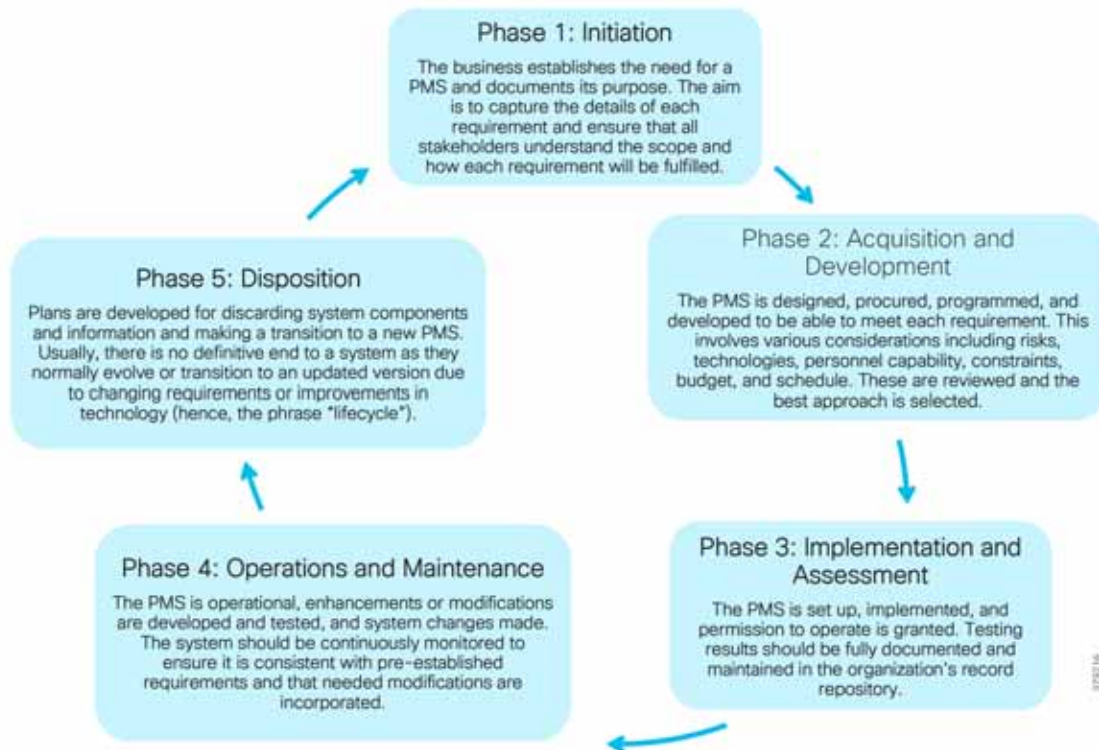 Phase 1: Initiation
The business establishes the need for a
PMS and documents its purpose. The aim
is to capture the details of each
requirement and ensure that all
stakeholders understand the scope and
how each requirement will be fulfilled.
Phase 2: Acquisition and
Development
The PMS is designed, procured, programmed, and
developed to be able to meet each requirement. This
involves various considerations including risks,
technologies, personnel capability, constraints,
budget, and schedule. These are reviewed and the
best approach is selected.
Phase 3: Implementation and
Assessment
The PMS is set up, implemented, and
permission to operate is granted. Testing
results should be fully documented and
maintained in the organization's record
repository.
Phase 4: Operations and Maintenance
The PMS is operational, enhancements or modifications
are developed and tested, and system changes made.
The system should be continuously monitored to
ensure it is consistent with pre-established
requirements and that needed modifications are
incorporated.
Phase 5: Disposition
Plans are developed for discarding system components
and information and making a transition to a new PMS.
Usually, there is no definitive end to a system as they
normally evolve or transition to an updated version due
to changing requirements or improvements in
technology (hence, the phrase "lifecycle").